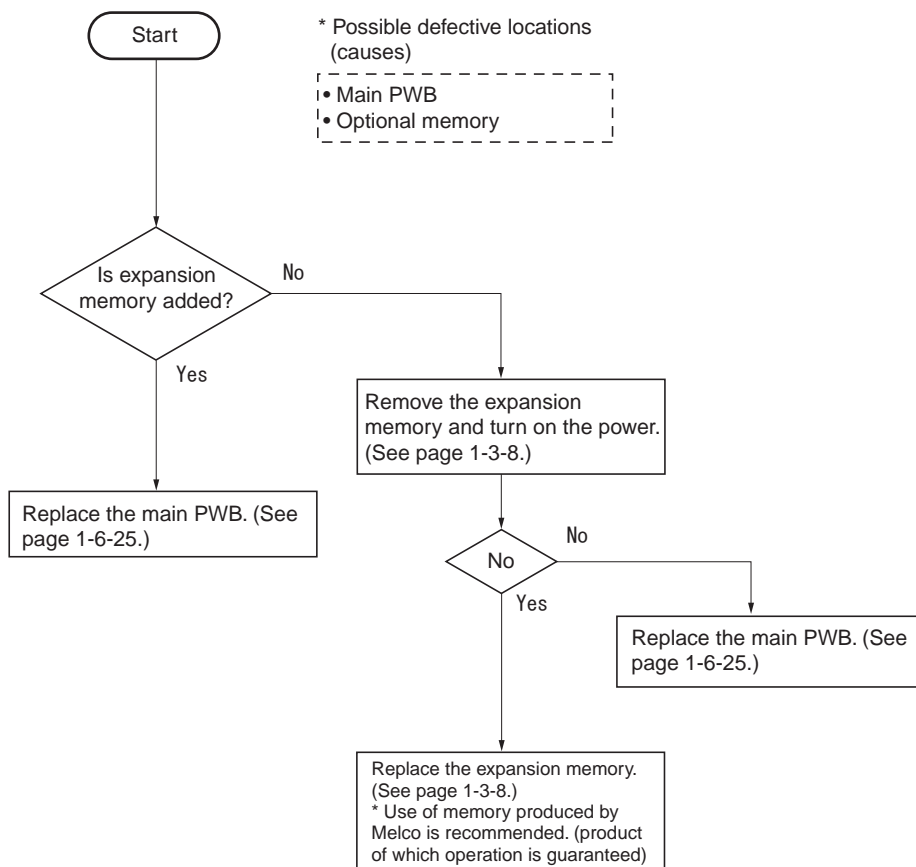 Start
* Possible defective locations
(causes)
• Main PWB
• Optional memory
Is expansion
memory added?
No
Yes
Remove the expansion
memory and turn on the power.
(See page 1-3-8.)
Replace the main PWB. (See
page 1-6-25.)
No
No
Yes
Replace the main PWB. (See
page 1-6-25.)
Replace the expansion memory.
(See page 1-3-8.)
* Use of memory produced by
Melco is recommended. (product
of which operation is guaranteed)